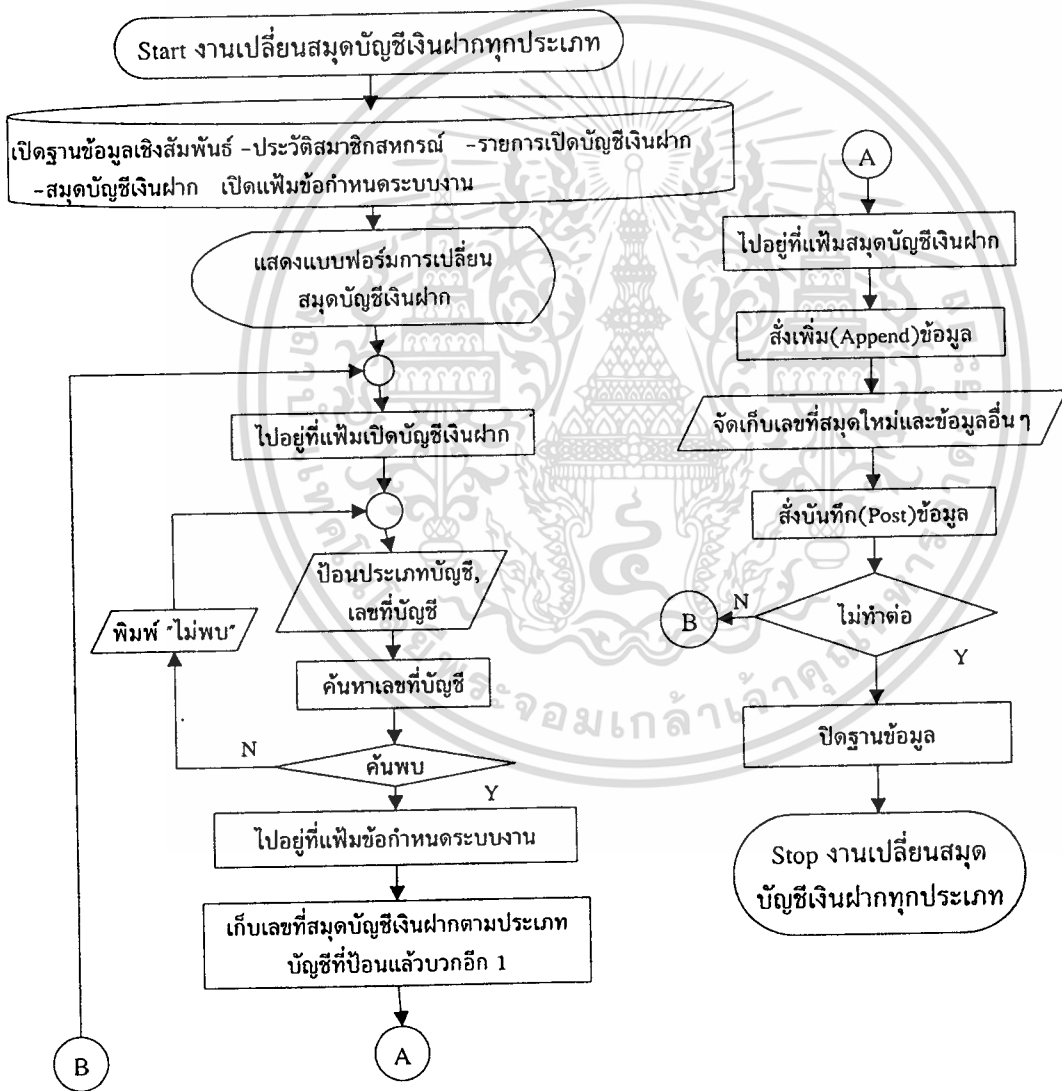 Start งานเปลี่ยนสมุดบัญชีเงินฝากทุกประเภท
เปิดฐานข้อมูลเชิงสัมพันธ์ -ประวัติสมาชิกสหกรณ์ -รายการเปิดบัญชีเงินฝาก
-สมุดบัญชีเงินฝาก เปิดแฟ้มข้อกำหนดระบบงาน
แสดงแบบฟอร์มการเปลี่ยน
สมุดบัญชีเงินฝาก
ไปอยู่ที่แฟ้มเปิดบัญชีเงินฝาก
ป้อนประเภทบัญชี,
เลขที่บัญชี
พิมพ์ "ไม่พบ"
ค้นหาเลขที่บัญชี
N
ค้นพบ
Y
ไปอยู่ที่แฟ้มข้อกำหนดระบบงาน
เก็บเลขที่สมุดบัญชีเงินฝากตามประเภท
บัญชีที่ป้อนแล้วบวกอีก 1
B
A
A
ไปอยู่ที่แฟ้มสมุดบัญชีเงินฝาก
สั่งเพิ่ม(Append)ข้อมูล
จัดเก็บเลขที่สมุดใหม่และข้อมูลอื่น ๆ
สั่งบันทึก(Post)ข้อมูล
B
N
ไม่ทำต่อ
Y
ปิดฐานข้อมูล
Stop งานเปลี่ยนสมุด
บัญชีเงินฝากทุกประเภท